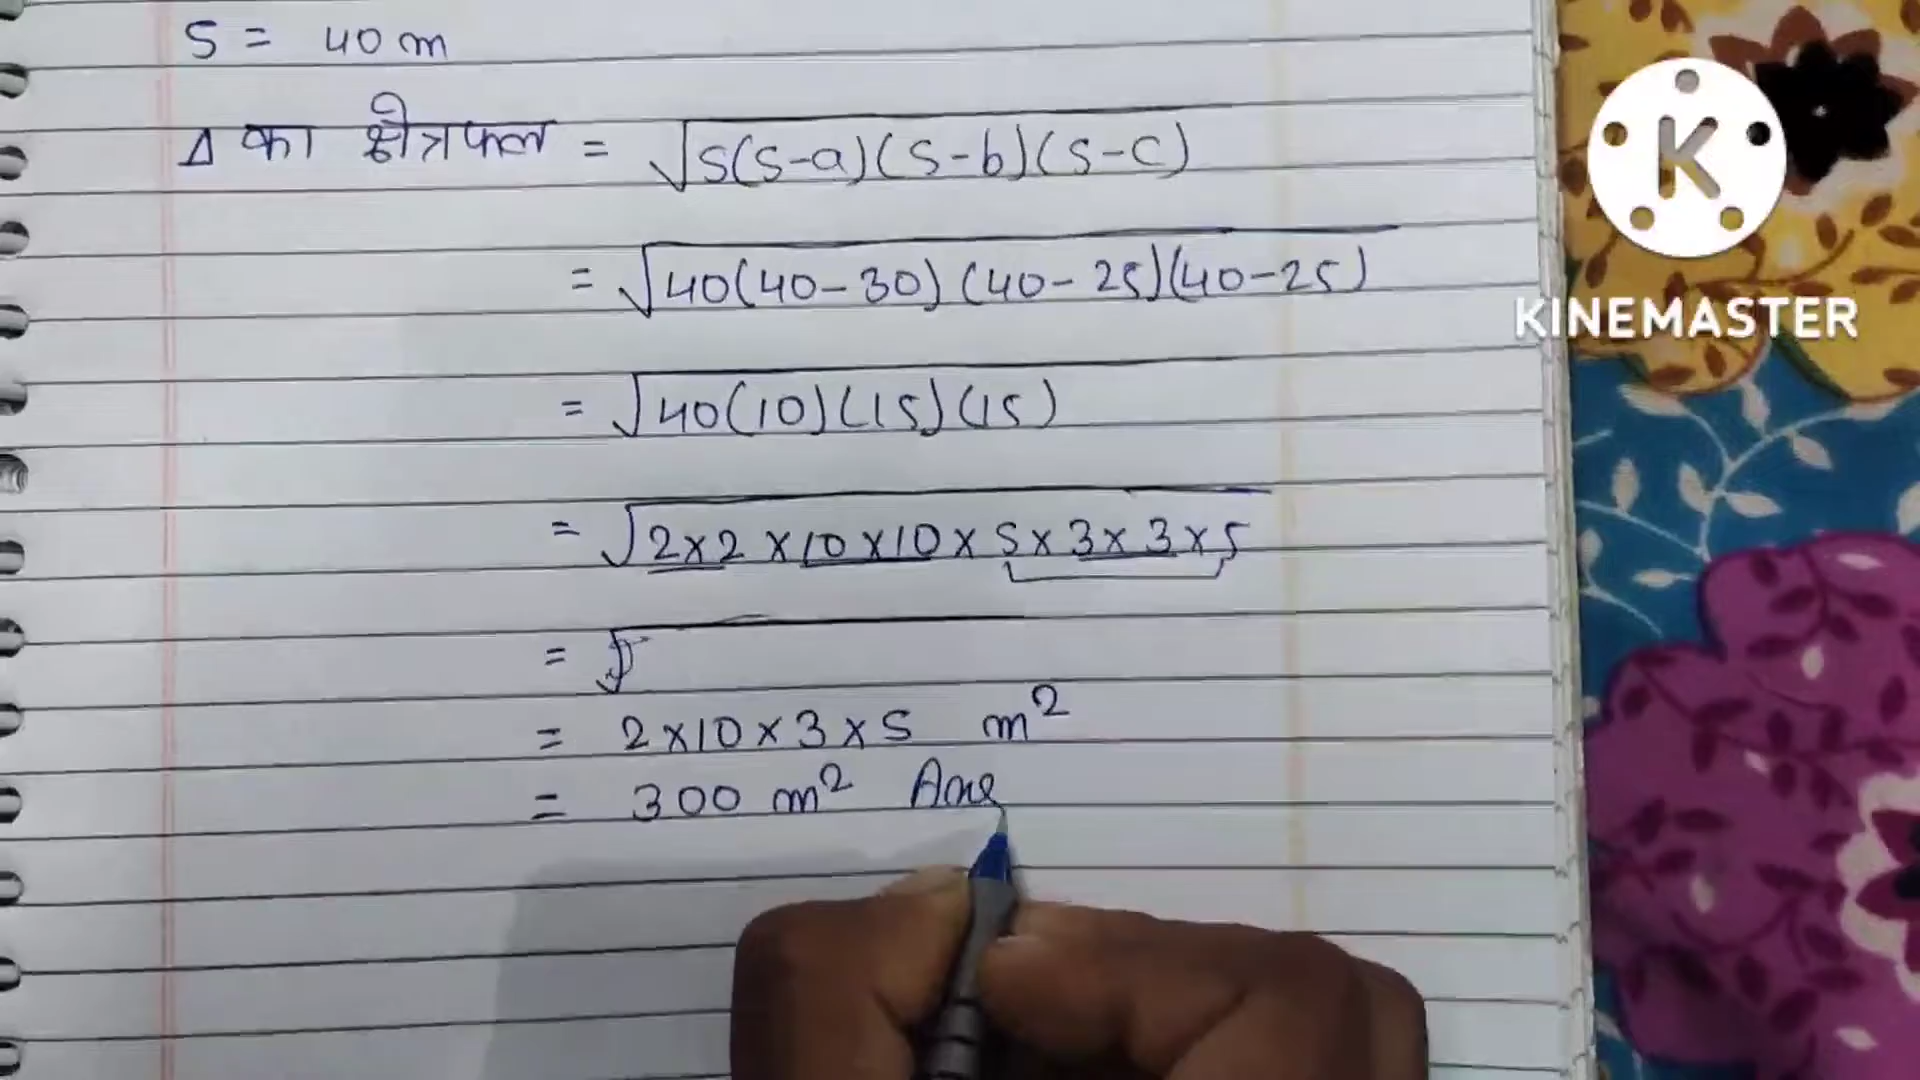 S = 40 m
Δ का क्षेत्रफल = √S(S-a)(S-b)(S-c)
= √40(40-30)(40-25)(40-25)
= √40(10)(15)(15)
= √2×2×10×10×5×3×3×5
= √
= 2×10×3×5 m²
= 300 m² Ans
K
KINEMASTER